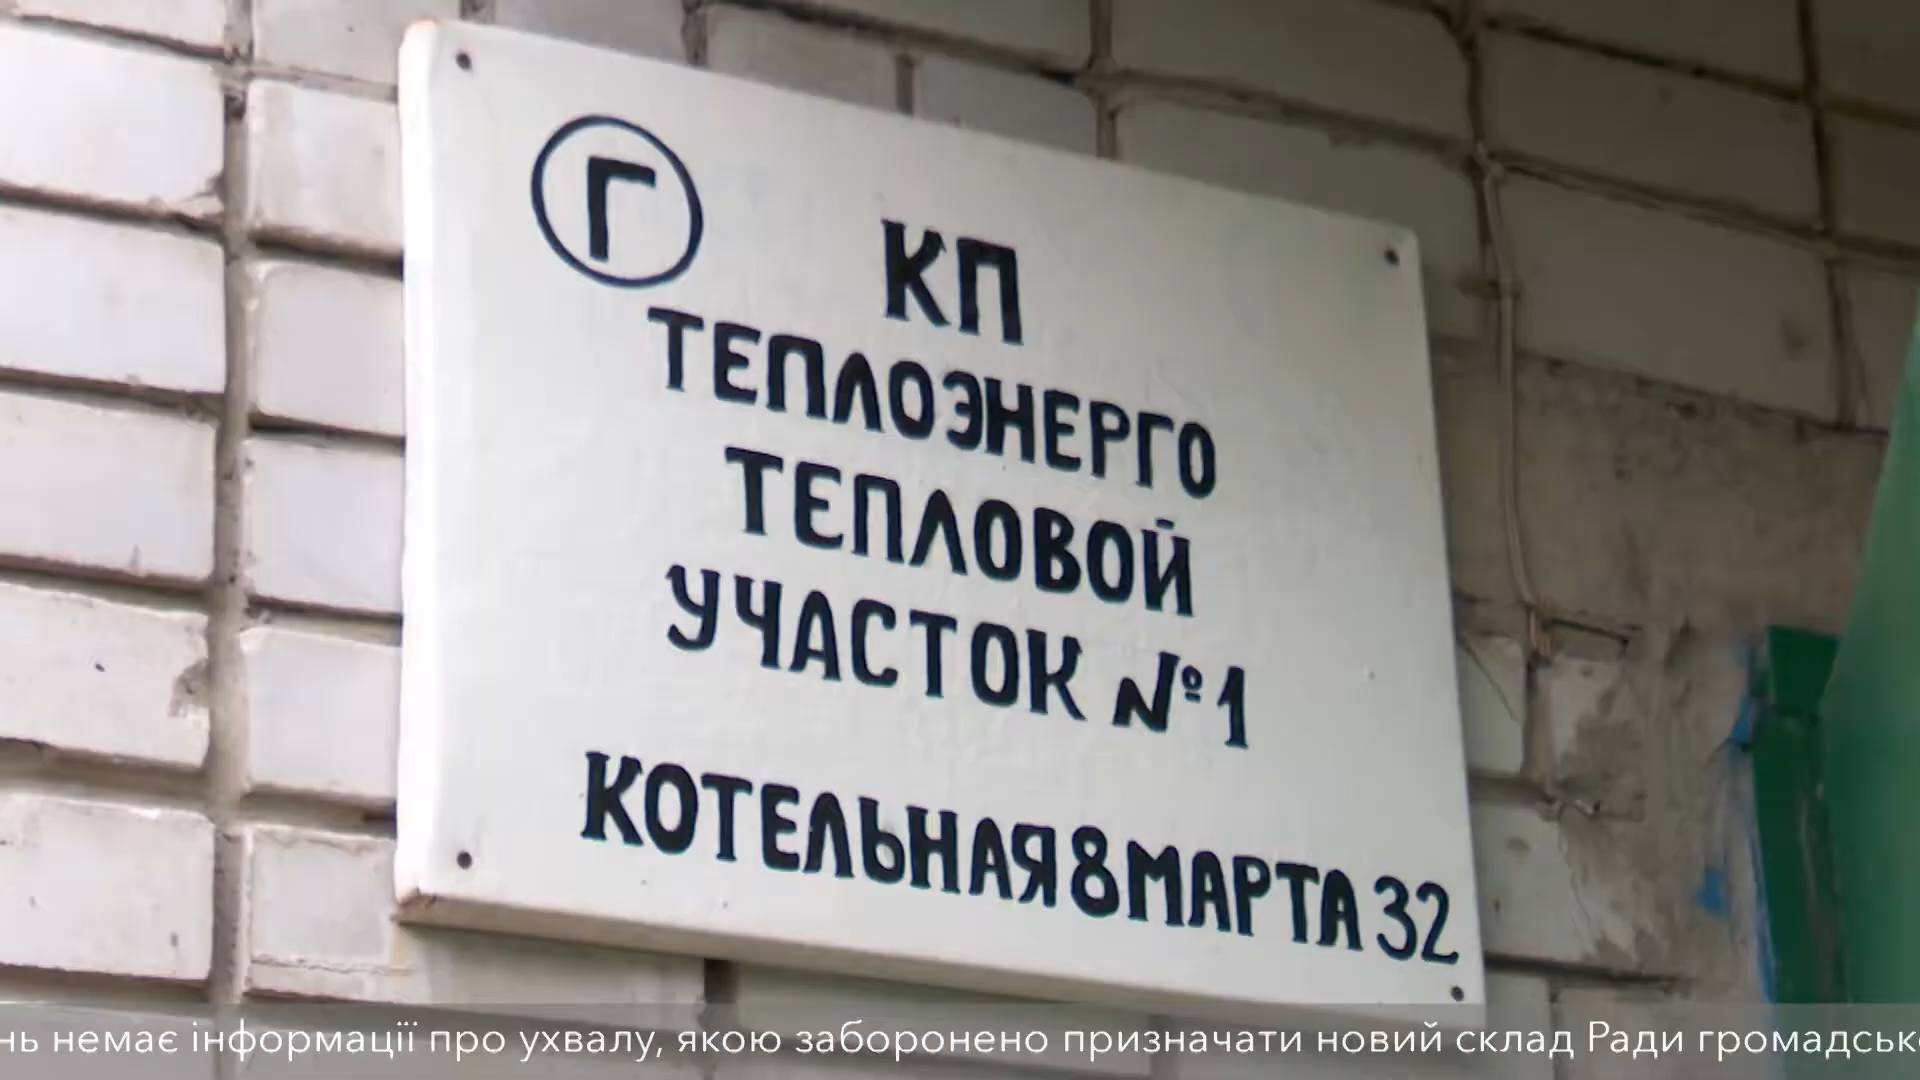 Г
КП
ТЕПЛОЭНЕРГО
ТЕПЛОВОЙ
УЧАСТОК №1
КОТЕЛЬНАЯ 8 МАРТА 32
немає інформації про ухвалу, якою заборонено призначати новий склад Ради